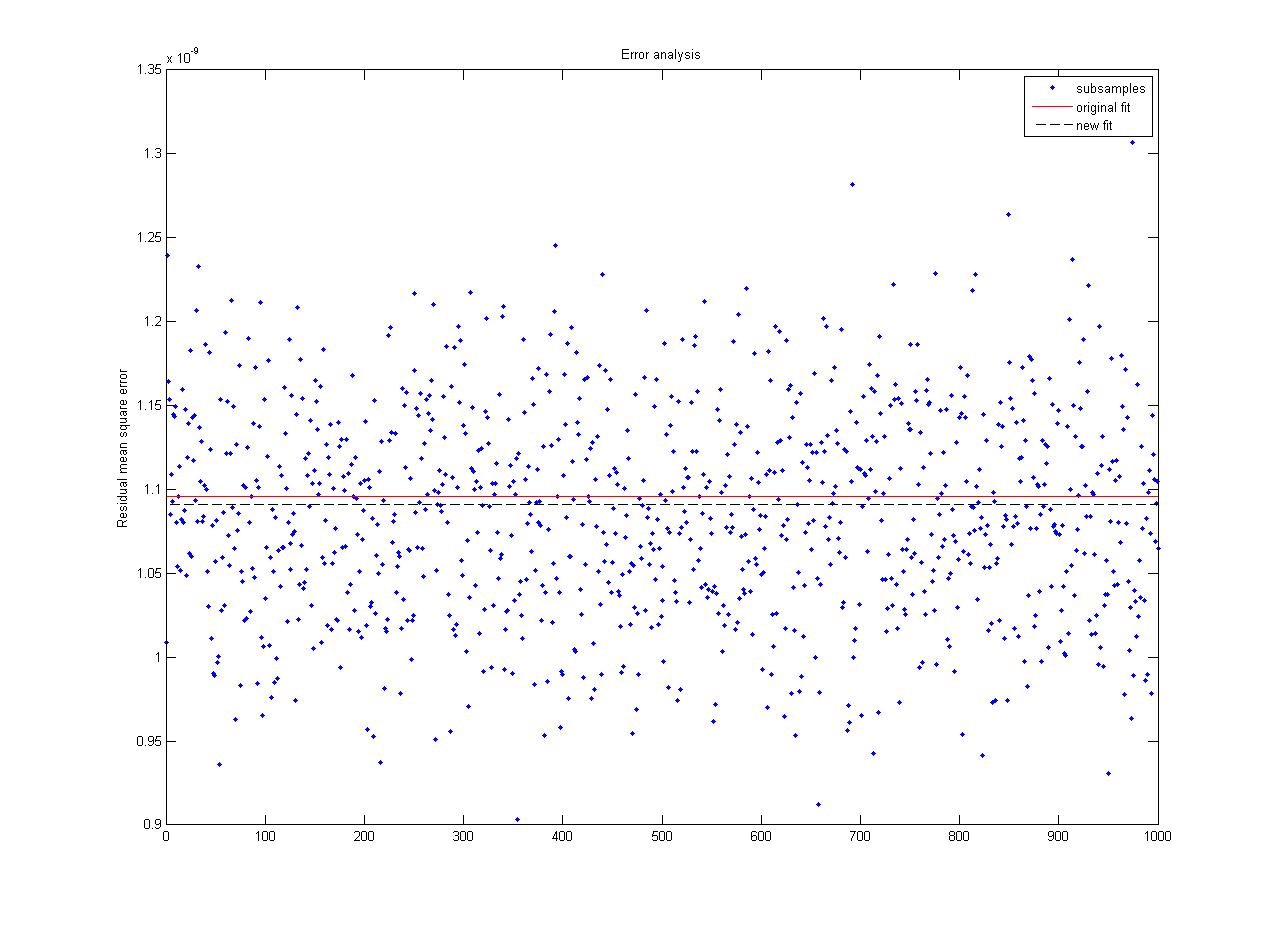 Error analysis
x 10^-9
1.35
1.3
1.25
1.2
1.15
1.1
1.05
1
0.95
0.9
Residual mean square error
0 100 200 300 400 500 600 700 800 900 1000
subsamples
original fit
new fit